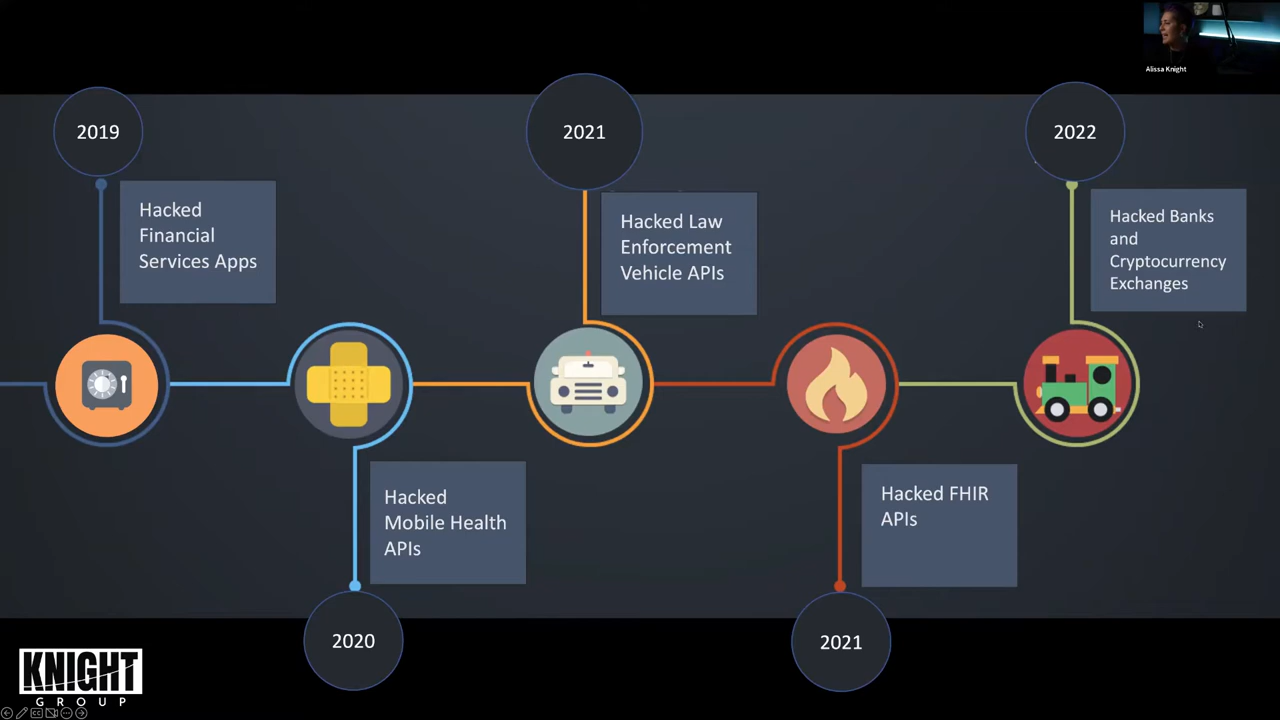 Alissa Knight
2019
Hacked
Financial
Services Apps
2020
Hacked
Mobile Health
APIs
2021
Hacked Law
Enforcement
Vehicle APIs
2021
Hacked FHIR
APIs
2022
Hacked Banks
and
Cryptocurrency
Exchanges
KNIGHT
GROUP